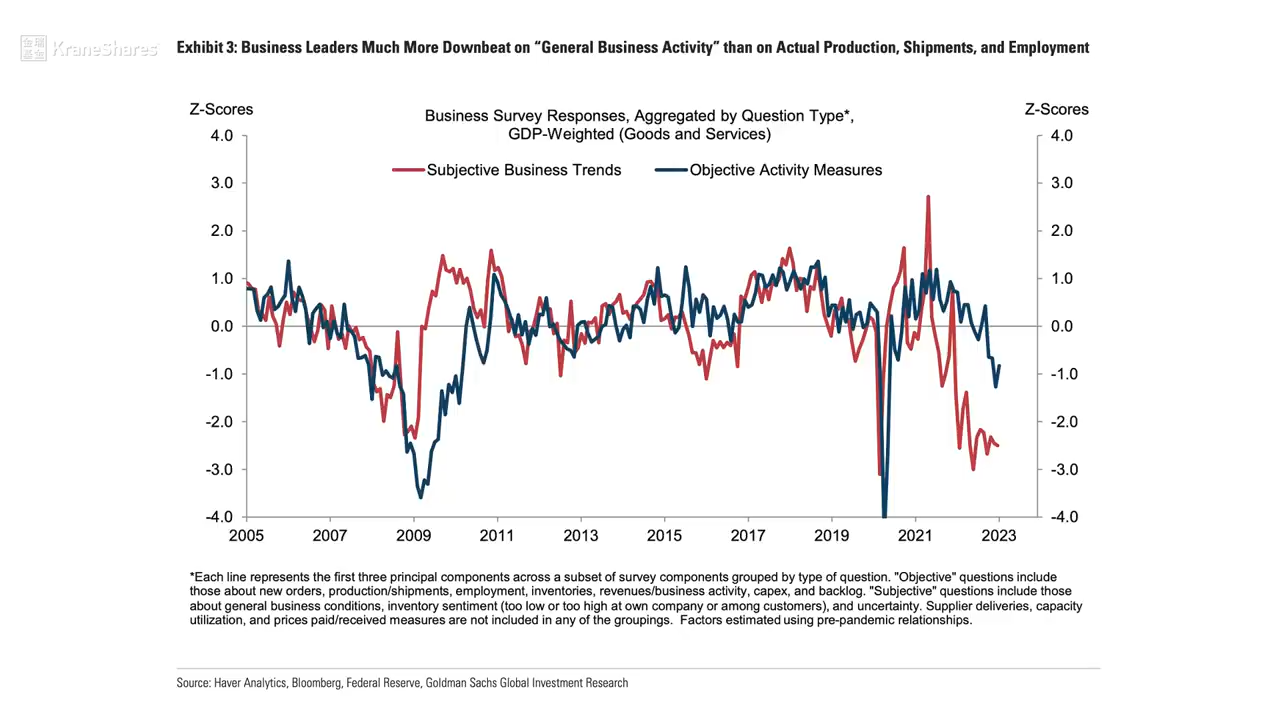 金瑞
基金
KraneShares
Exhibit 3: Business Leaders Much More Downbeat on “General Business Activity” than on Actual Production, Shipments, and Employment
Z-Scores
Z-Scores
Business Survey Responses, Aggregated by Question Type*,
GDP-Weighted (Goods and Services)
Subjective Business Trends
Objective Activity Measures
4.0
3.0
2.0
1.0
0.0
-1.0
-2.0
-3.0
-4.0
4.0
3.0
2.0
1.0
0.0
-1.0
-2.0
-3.0
-4.0
2005 2007 2009 2011 2012 2013 2015 2017 2019 2021 2022 2023
*Each line represents the first three principal components across a subset of survey components grouped by type of question. "Objective" questions include
those about new orders, production/shipments, employment, inventories, revenues/business activity, capex, and backlog. "Subjective" questions include those
about general business conditions, inventory sentiment (too low or too high at own company or among customers), and uncertainty. Supplier deliveries, capacity
utilization, and prices paid/received measures are not included in any of the groupings. Factors estimated using pre-pandemic relationships.
Source: Haver Analytics, Bloomberg, Federal Reserve, Goldman Sachs Global Investment Research